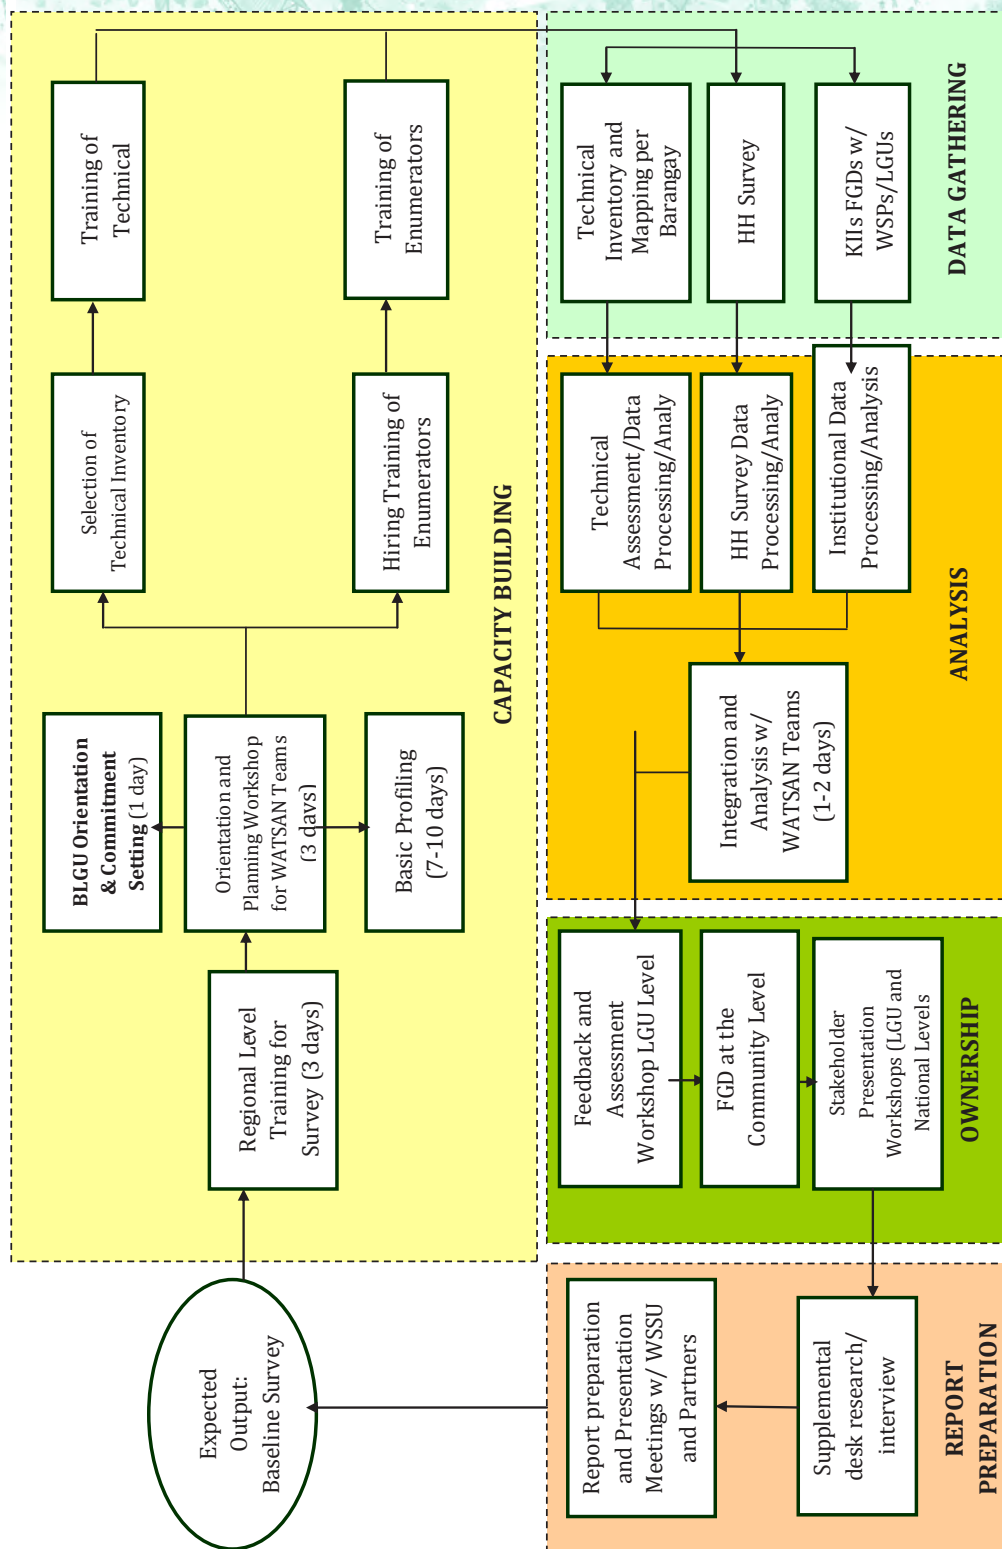 Expected
Output:
Baseline Survey
Regional Level
Training for
Survey (3 days)
BLGU Orientation
& Commitment
Setting (1 day)
Orientation and
Planning Workshop
for WATSAN Teams
(3 days)
Basic Profiling
(7-10 days)
Selection of
Technical Inventory
Hiring Training of
Enumerators
Training of
Technical
Training of
Enumerators
CAPACITY BUILDING
Technical
Inventory and
Mapping per
Barangay
HH Survey
KIIs FGDs w/
WSPs/LGUs
DATA GATHERING
Technical
Assessment/Data
Processing/Analy
HH Survey Data
Processing/Analy
Institutional Data
Processing/Analysis
Integration and
Analysis w/
WATSAN Teams
(1-2 days)
ANALYSIS
Feedback and
Assessment
Workshop LGU Level
FGD at the
Community Level
Stakeholder
Presentation
Workshops (LGU and
National Levels
OWNERSHIP
Report preparation
and Presentation
Meetings w/ WSSU
and Partners
Supplemental
desk research/
interview
REPORT
PREPARATION